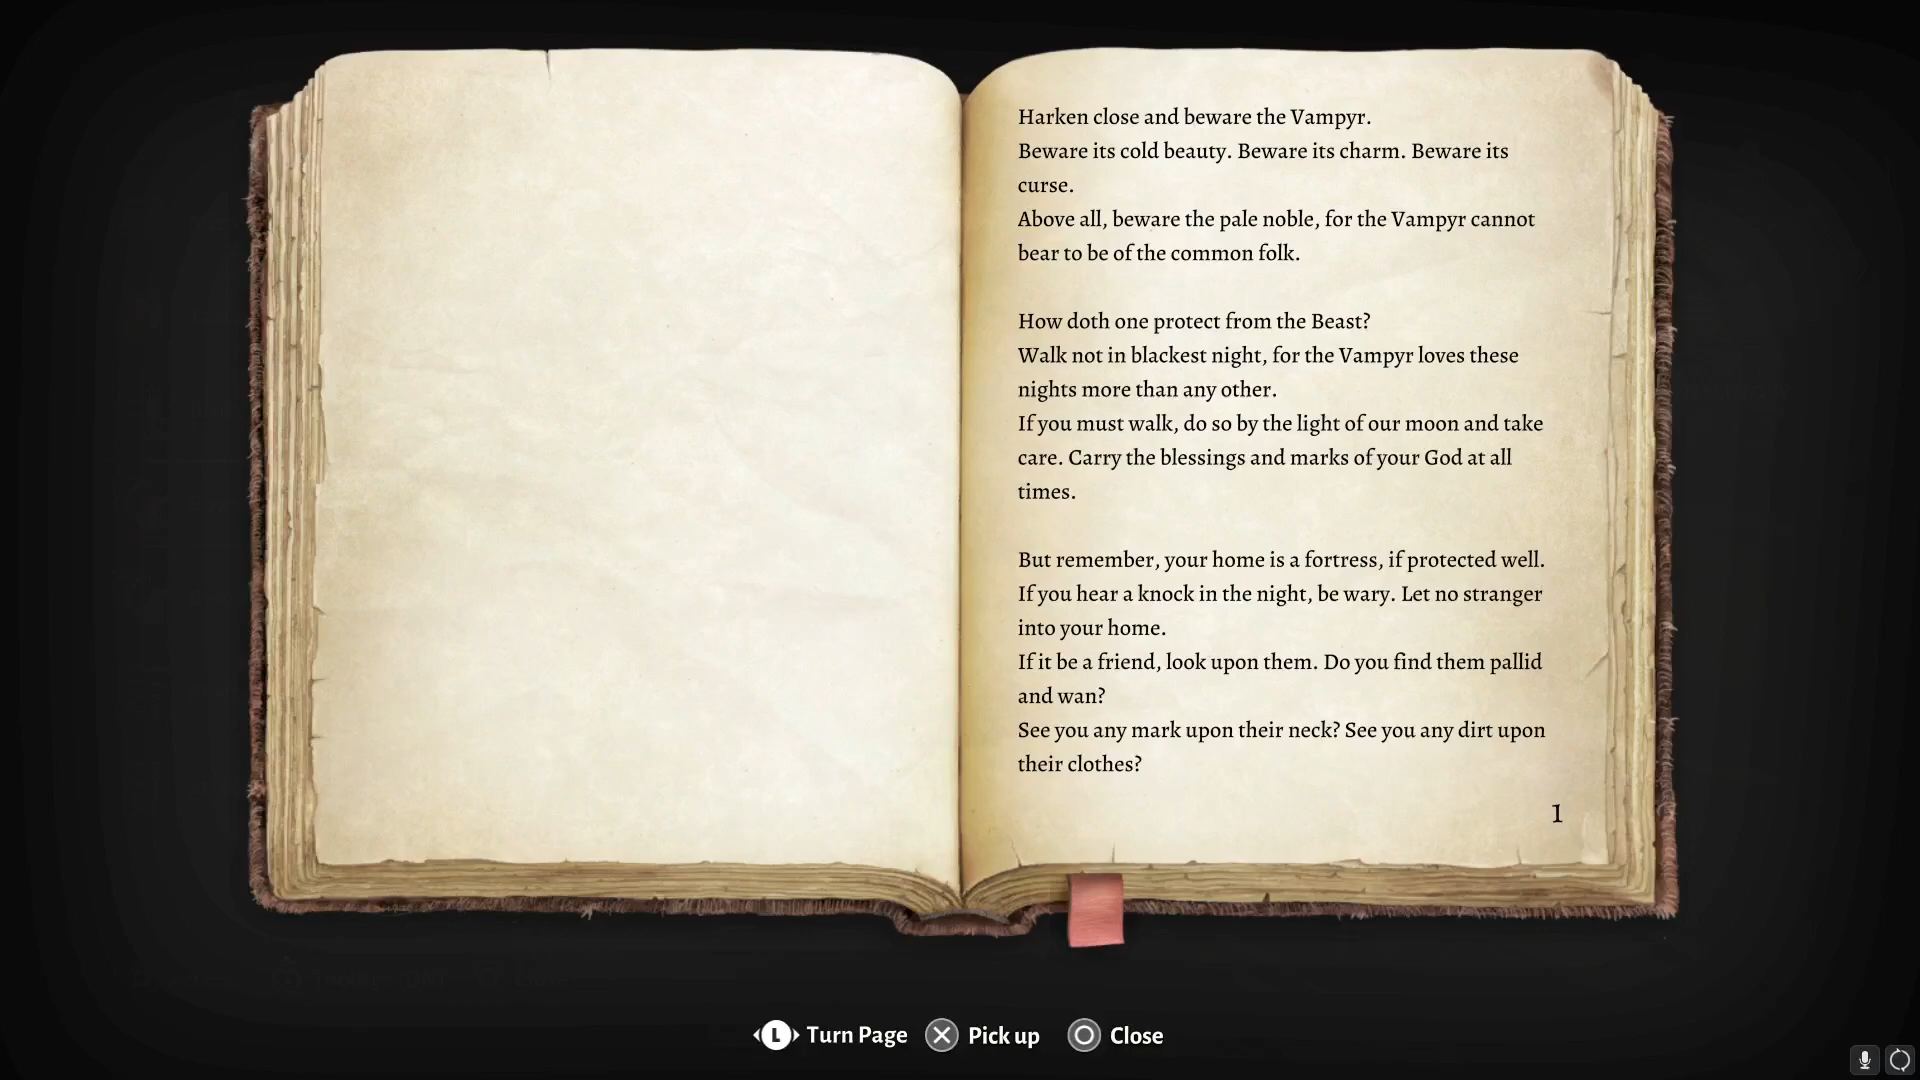 Harken close and beware the Vampyr.
Beware its cold beauty. Beware its charm. Beware its
curse.
Above all, beware the pale noble, for the Vampyr cannot
bear to be of the common folk.
How doth one protect from the Beast?
Walk not in blackest night, for the Vampyr loves these
nights more than any other.
If you must walk, do so by the light of our moon and take
care. Carry the blessings and marks of your God at all
times.
But remember, your home is a fortress, if protected well.
If you hear a knock in the night, be wary. Let no stranger
into your home.
If it be a friend, look upon them. Do you find them pallid
and wan?
See you any mark upon their neck? See you any dirt upon
their clothes?
1
L Turn Page Pick up Close